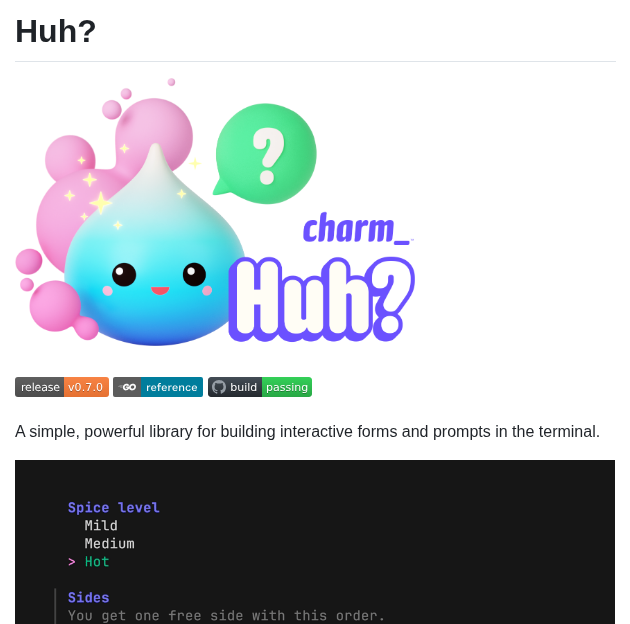 Huh?
?
charm_
Huh?
release v0.7.0
GO reference
build passing
A simple, powerful library for building interactive forms and prompts in the terminal.
Spice level
Mild
Medium
> Hot
Sides
You get one free side with this order.